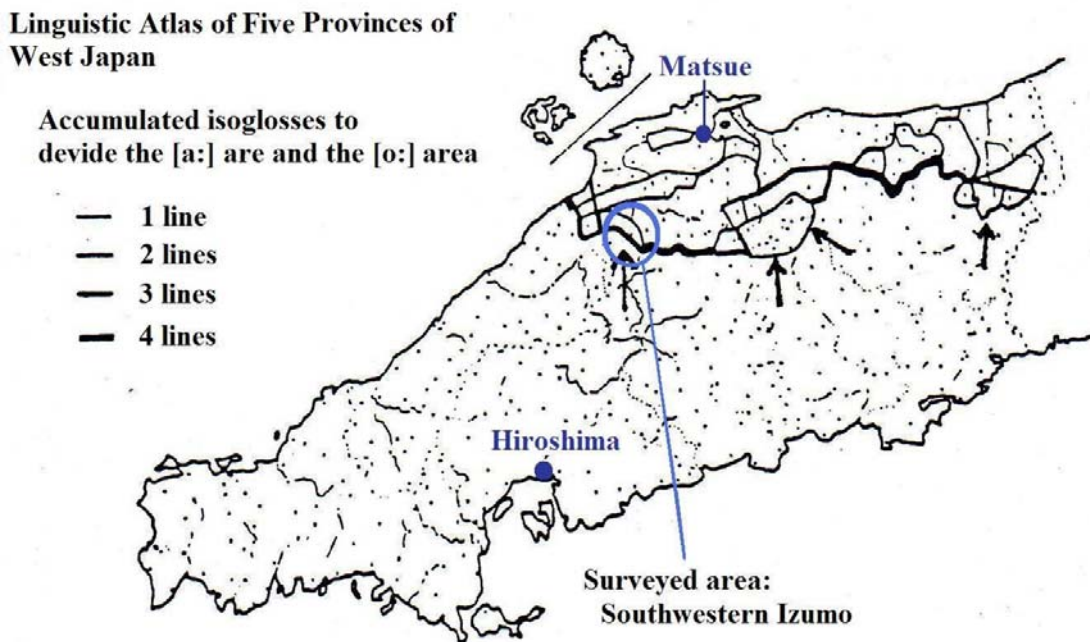 Linguistic Atlas of Five Provinces of
West Japan
Accumulated isoglosses to
devide the [a:] are and the [o:] area
1 line
2 lines
3 lines
4 lines
Matsue
Hiroshima
Surveyed area:
Southwestern Izumo